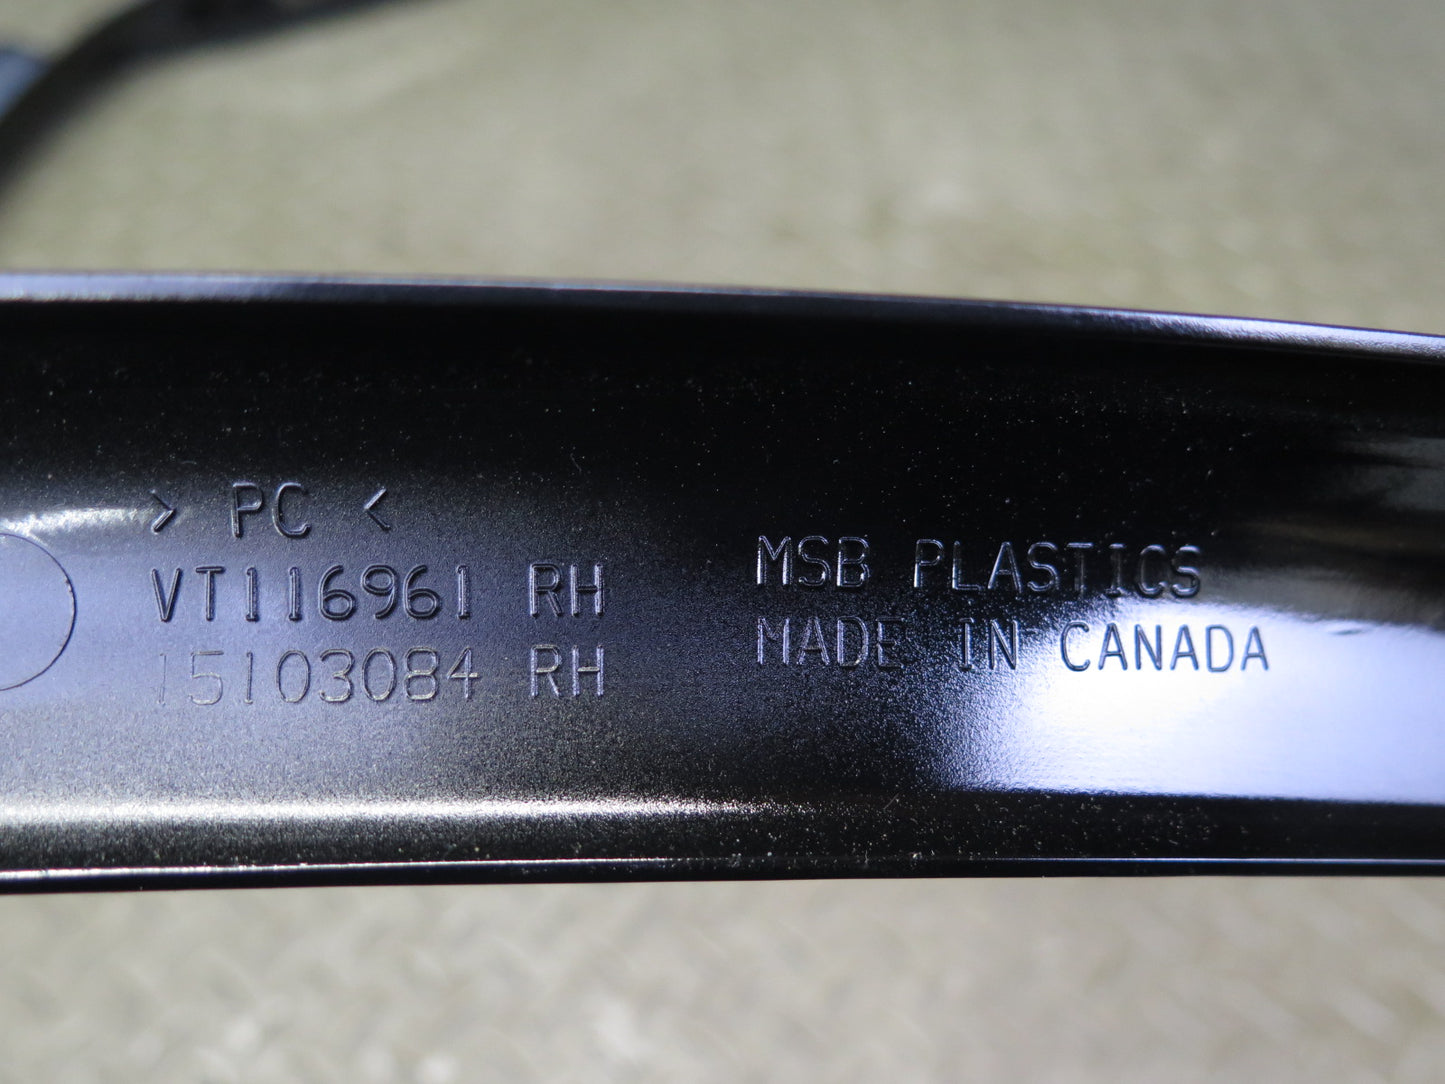 > PC <
VT116961 RH
15103084 RH
MSB PLASTICS
MADE IN CANADA